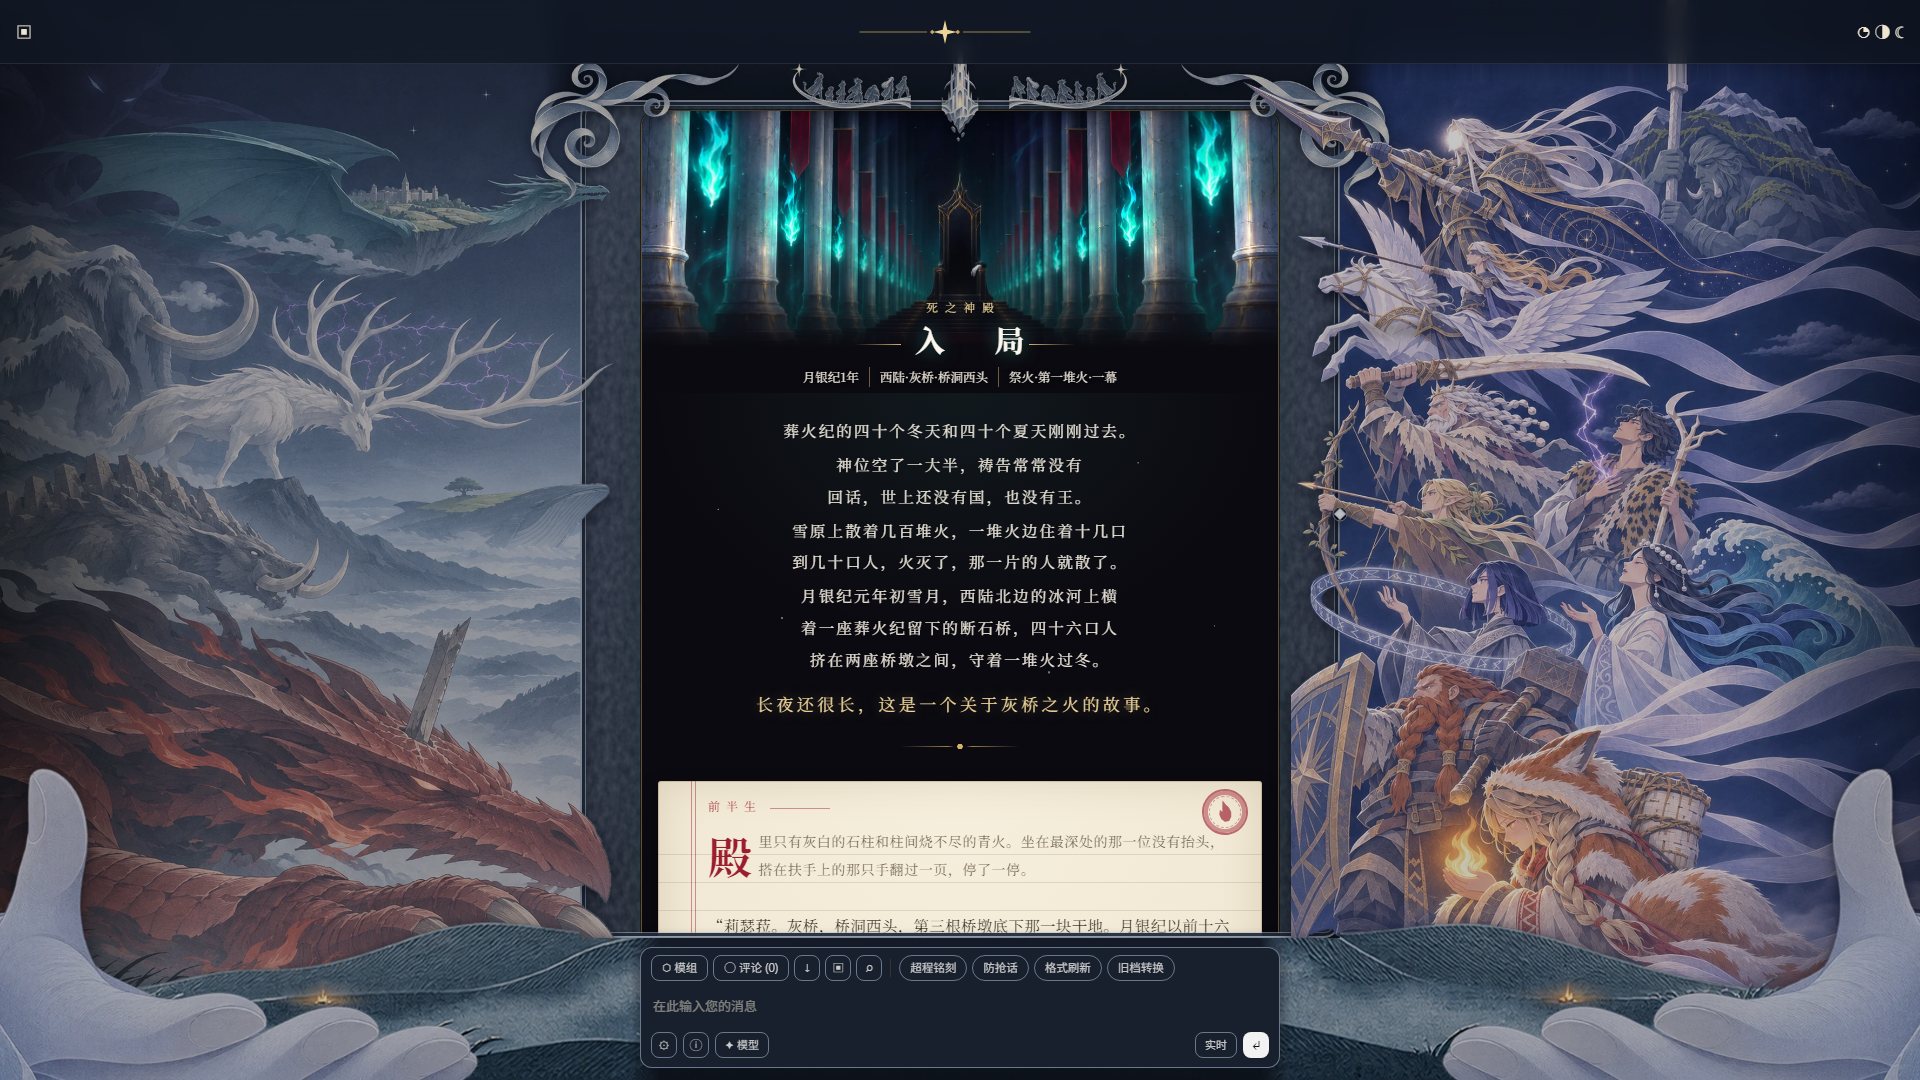 死之神殿
入 局
月银纪1年 西陆·灰桥·桥洞西头 祭火·第一堆火·一幕
葬火纪的四十个冬天和四十个夏天刚刚过去。
神位空了一大半，祷告常常没有
回话，世上还没有国，也没有王。
雪原上散着几百堆火，一堆火边住着十几口
到几十口人，火灭了，那一片的人就散了。
月银纪元年初雪月，西陆北边的冰河上横
着一座葬火纪留下的断石桥，四十六口人
挤在两座桥墩之间，守着一堆火过冬。
长夜还很长，这是一个关于灰桥之火的故事。
前半生
殿里只有灰白的石柱和柱间烧不尽的青火。坐在最深处的那一位没有抬头，
搭在扶手上的那只手翻过一页，停了一停。
“莉瑟菈。灰桥，桥洞西头，第三根桥墩底下那一块干地。月银纪以前十六
模组 评论 (0) 超程铭刻 防抢话 格式刷新 旧档转换
在此输入您的消息
模型 实时